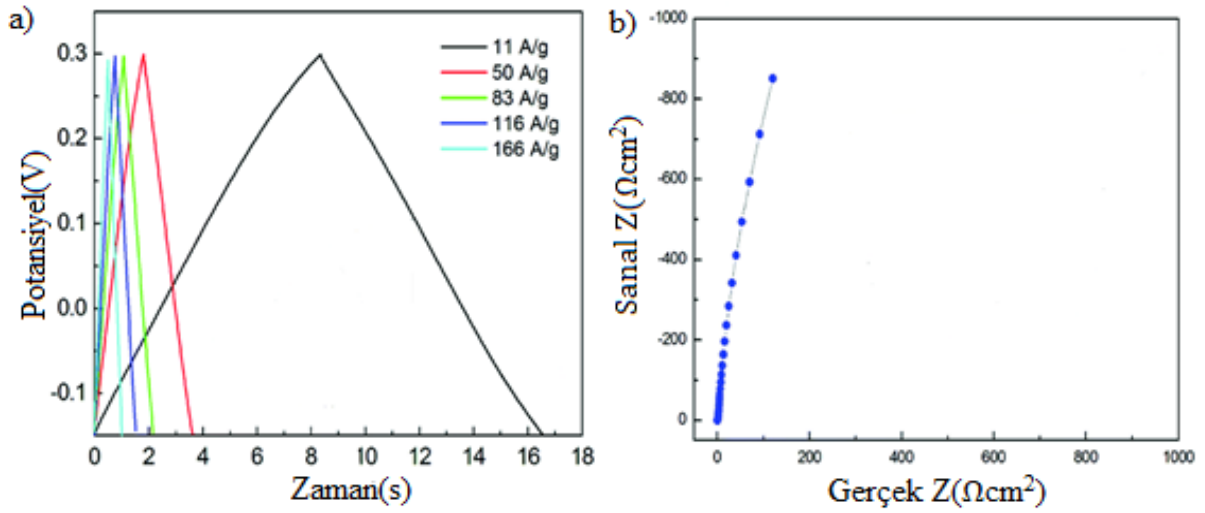 a)
Potansiyel(V)
0.3
0.2
0.1
0.0
-0.1
11 A/g
50 A/g
83 A/g
116 A/g
166 A/g
0 2 4 6 8 10 12 14 16 18
Zaman(s)
b)
Sanal Z(Ωcm²)
-1000
-800
-600
-400
-200
0
0 200 400 600 800 1000
Gerçek Z(Ωcm²)